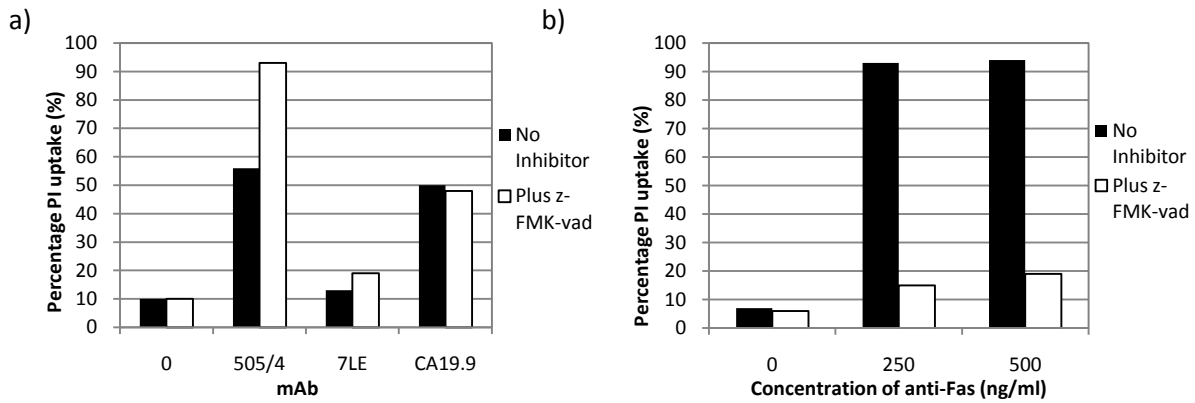 a)
Percentage PI uptake (%)
100
90
80
70
60
50
40
30
20
10
0
0
505/4
7LE
CA19.9
mAb
No
Inhibitor
Plus z-
FMK-vad
b)
Percentage PI uptake (%)
100
90
80
70
60
50
40
30
20
10
0
0
250
500
Concentration of anti-Fas (ng/ml)
No
Inhibitor
Plus z-
FMK-vad